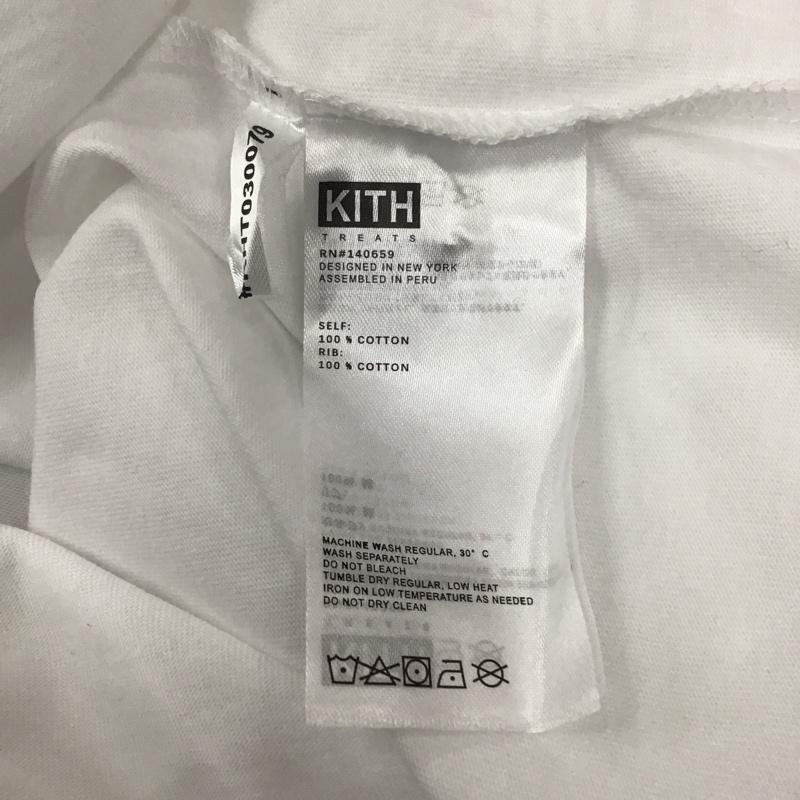 KITH
TREATS
RN#140659
DESIGNED IN NEW YORK
ASSEMBLED IN PERU
SELF:
100 % COTTON
RIB:
100 % COTTON
MACHINE WASH REGULAR, 30° C
WASH SEPARATELY
DO NOT BLEACH
TUMBLE DRY REGULAR, LOW HEAT
IRON ON LOW TEMPERATURE AS NEEDED
DO NOT DRY CLEAN